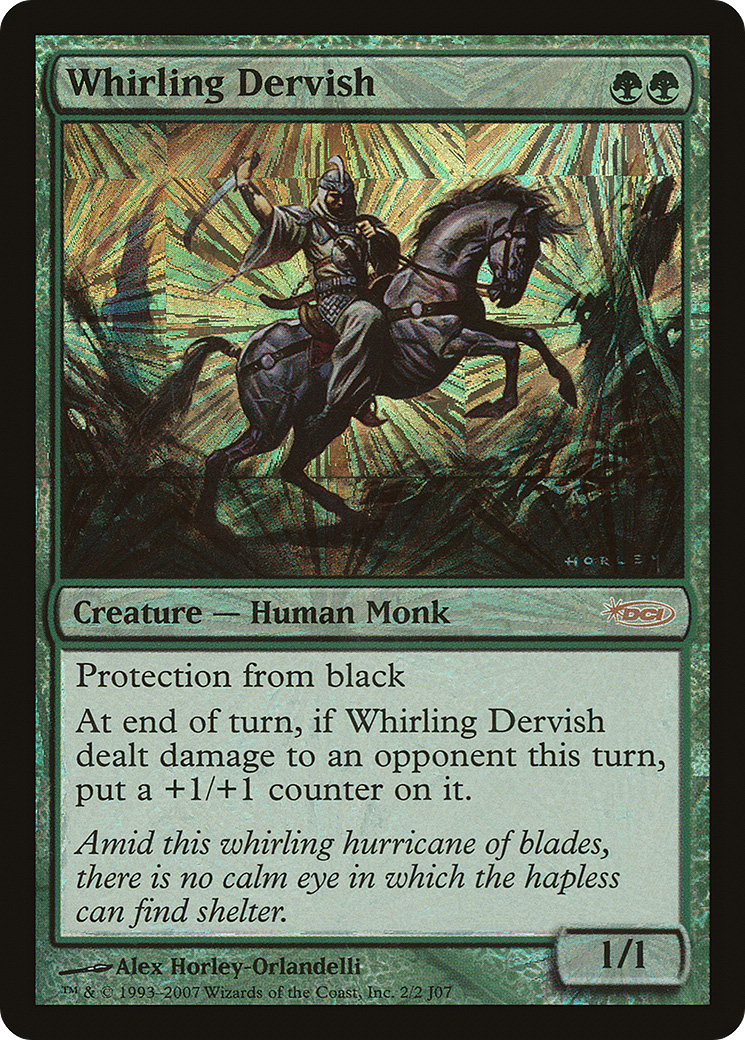 Whirling Dervish
HORLEY
Creature — Human Monk
DCI
Protection from black
At end of turn, if Whirling Dervish
dealt damage to an opponent this turn,
put a +1/+1 counter on it.
Amid this whirling hurricane of blades,
there is no calm eye in which the hapless
can find shelter.
1/1
Alex Horley-Orlandelli
™ & © 1993–2007 Wizards of the Coast, Inc. 2/2 J07